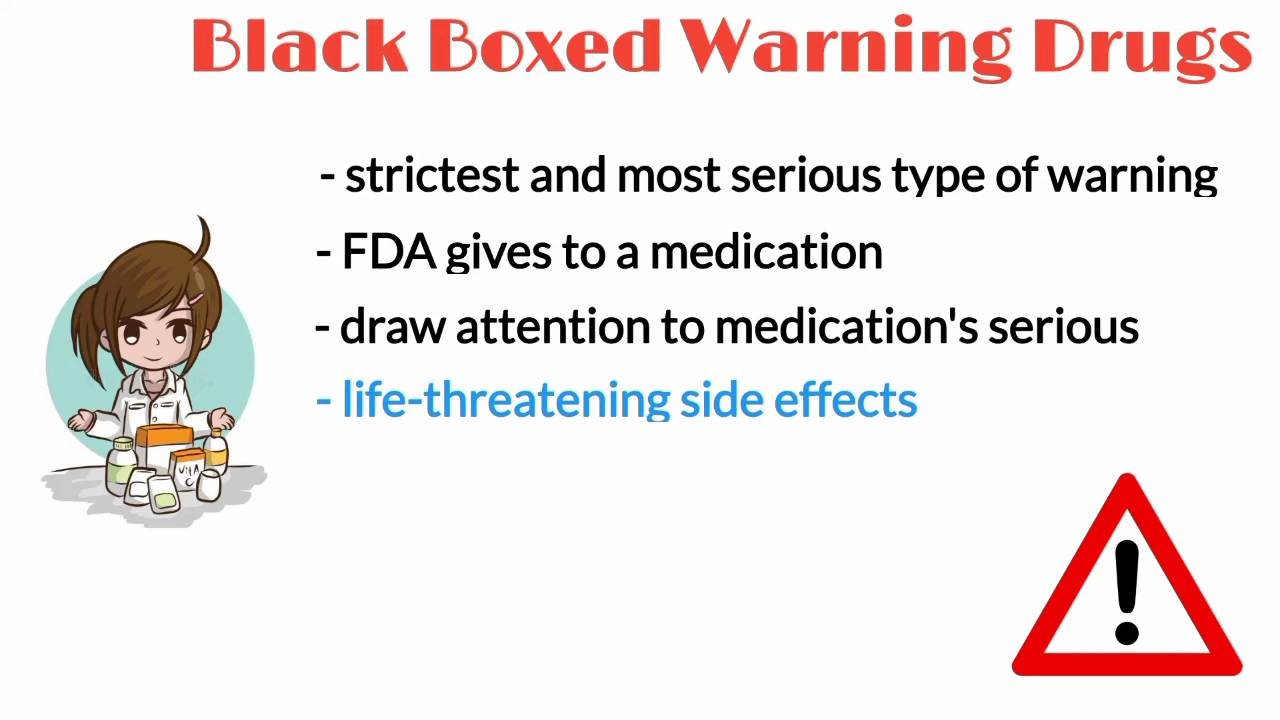 Black Boxed Warning Drugs
- strictest and most serious type of warning
- FDA gives to a medication
- draw attention to medication's serious
- life-threatening side effects
Vit A
C